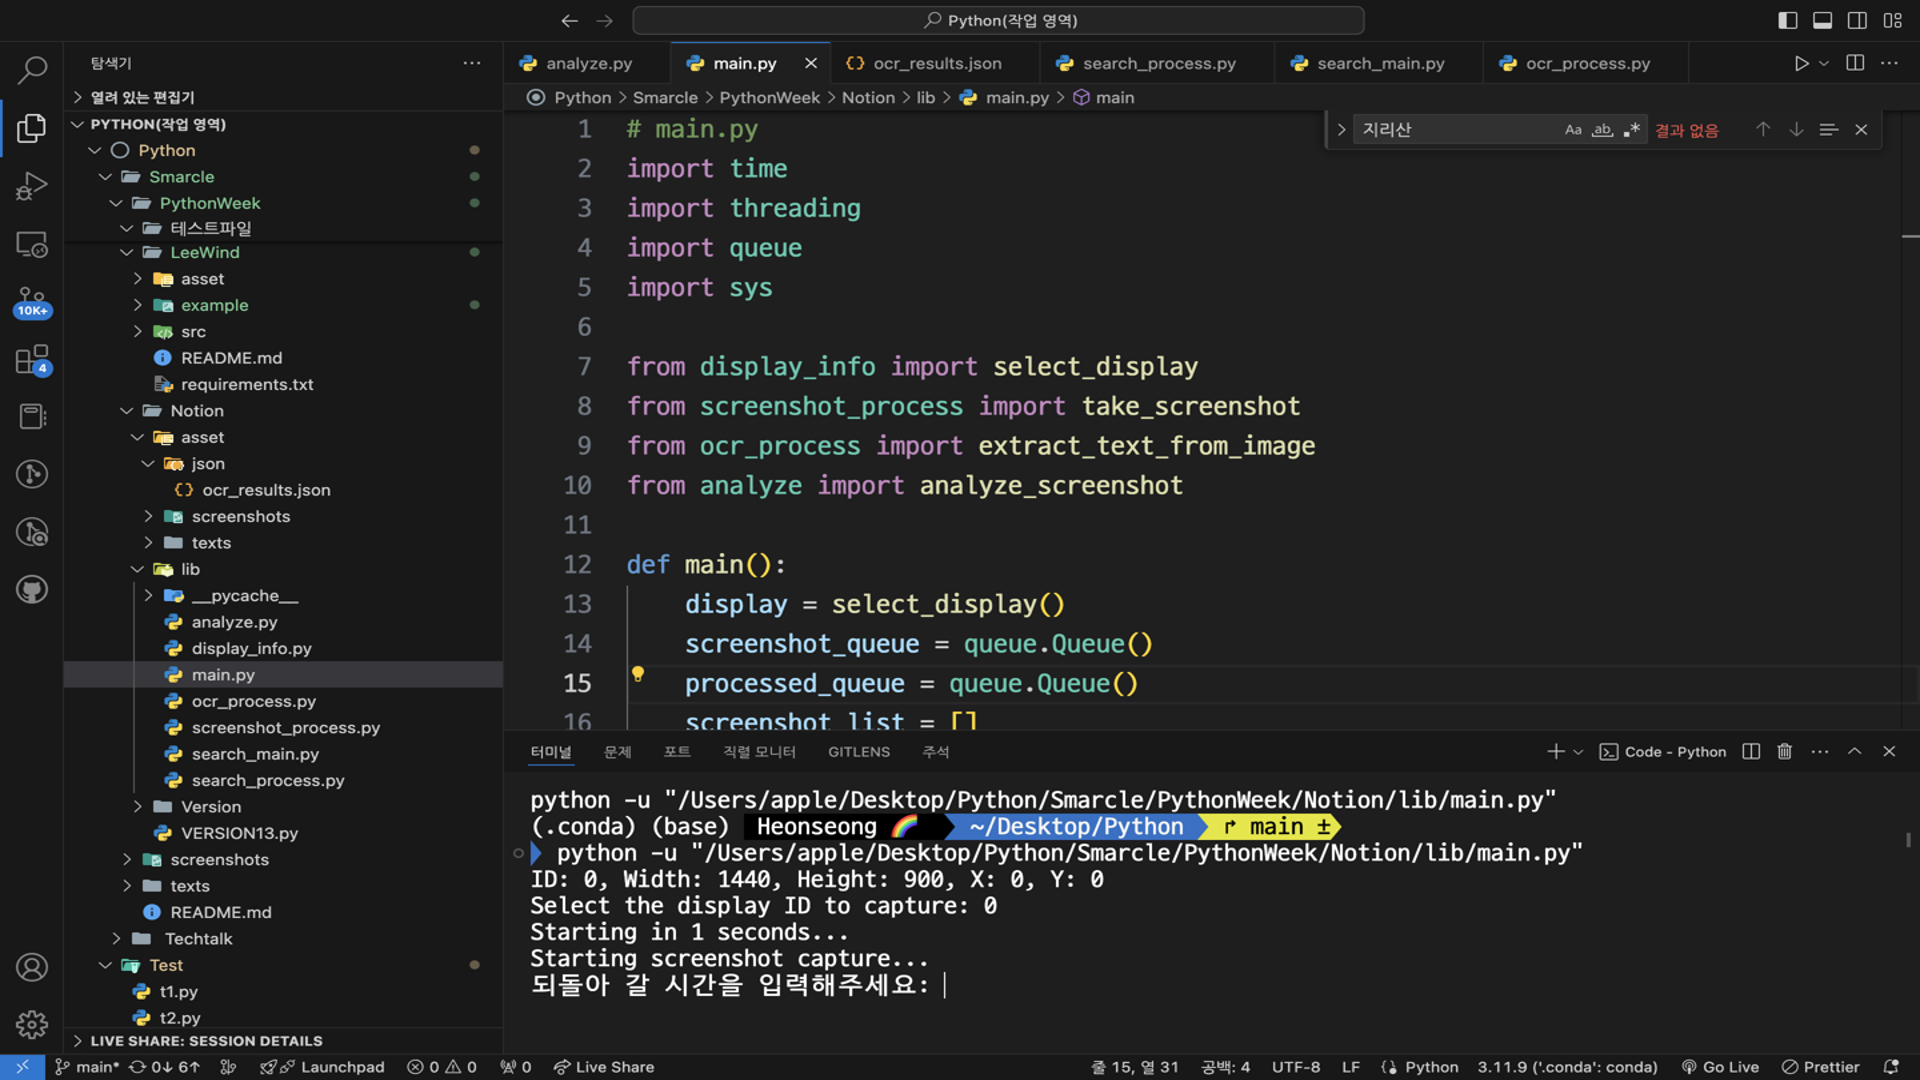 Python(작업 영역)
탐색기
analyze.py
main.py
ocr_results.json
search_process.py
search_main.py
ocr_process.py
열려 있는 편집기
Python > Smarcle > PythonWeek > Notion > lib > main.py > main
PYTHON(작업 영역)
Python
Smarcle
PythonWeek
테스트파일
LeeWind
asset
example
src
README.md
requirements.txt
Notion
asset
json
ocr_results.json
screenshots
texts
lib
__pycache__
analyze.py
display_info.py
main.py
ocr_process.py
screenshot_process.py
search_main.py
search_process.py
Version
VERSION13.py
screenshots
texts
README.md
Techtalk
Test
t1.py
t2.py
LIVE SHARE: SESSION DETAILS
10K+
4
지리산
Aa ab .* 결과 없음
1 # main.py
2 import time
3 import threading
4 import queue
5 import sys
6
7 from display_info import select_display
8 from screenshot_process import take_screenshot
9 from ocr_process import extract_text_from_image
10 from analyze import analyze_screenshot
11
12 def main():
13 display = select_display()
14 screenshot_queue = queue.Queue()
15 processed_queue = queue.Queue()
16 screenshot_list = []
터미널 문제 포트 직렬 모니터 GITLENS 주석
Code - Python
python -u "/Users/apple/Desktop/Python/Smarcle/PythonWeek/Notion/lib/main.py"
(.conda) (base) Heonseong 🌈 ~/Desktop/Python main ±
python -u "/Users/apple/Desktop/Python/Smarcle/PythonWeek/Notion/lib/main.py"
ID: 0, Width: 1440, Height: 900, X: 0, Y: 0
Select the display ID to capture: 0
Starting in 1 seconds...
Starting screenshot capture...
되돌아 갈 시간을 입력해주세요:
main* 0↓ 6↑ Launchpad 0 0 0 Live Share 줄 15, 열 31 공백: 4 UTF-8 LF Python 3.11.9 ('.conda': conda) Go Live Prettier